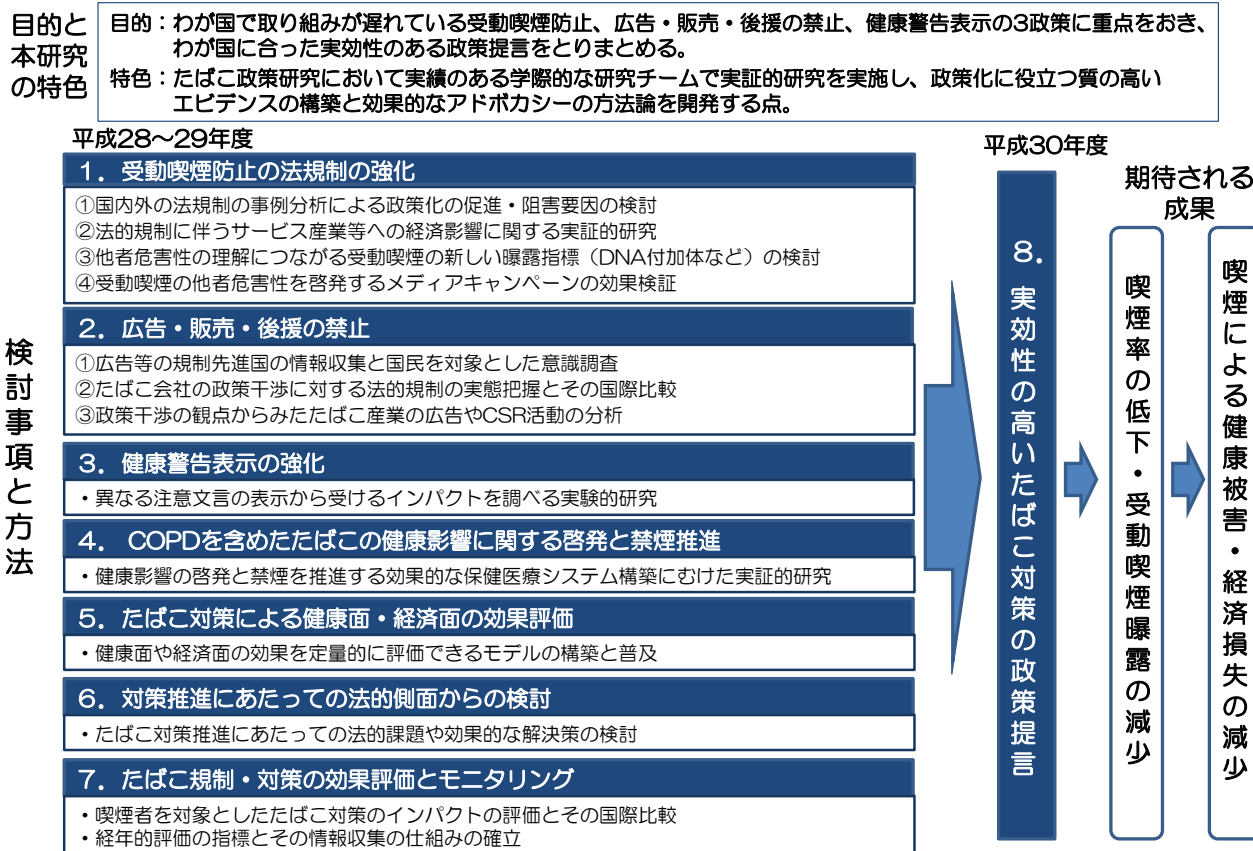 目的と
本研究
の特色
目的：わが国で取り組みが遅れている受動喫煙防止、広告・販売・後援の禁止、健康警告表示の3政策に重点をおき、
わが国に合った実効性のある政策提言をとりまとめる。
特色：たばこ政策研究において実績のある学際的な研究チームで実証的研究を実施し、政策化に役立つ質の高い
エビデンスの構築と効果的なアドボカシーの方法論を開発する点。
平成28～29年度
検討事項と方法
1．受動喫煙防止の法規制の強化
①国内外の法規制の事例分析による政策化の促進・阻害要因の検討
②法的規制に伴うサービス産業等への経済影響に関する実証的研究
③他者危害性の理解につながる受動喫煙の新しい曝露指標（DNA付加体など）の検討
④受動喫煙の他者危害性を啓発するメディアキャンペーンの効果検証
2．広告・販売・後援の禁止
①広告等の規制先進国の情報収集と国民を対象とした意識調査
②たばこ会社の政策干渉に対する法的規制の実態把握とその国際比較
③政策干渉の観点からみたたばこ産業の広告やCSR活動の分析
3．健康警告表示の強化
・異なる注意文言の表示から受けるインパクトを調べる実験的研究
4． COPDを含めたたばこの健康影響に関する啓発と禁煙推進
・健康影響の啓発と禁煙を推進する効果的な保健医療システム構築にむけた実証的研究
5．たばこ対策による健康面・経済面の効果評価
・健康面や経済面の効果を定量的に評価できるモデルの構築と普及
6．対策推進にあたっての法的側面からの検討
・たばこ対策推進にあたっての法的課題や効果的な解決策の検討
7．たばこ規制・対策の効果評価とモニタリング
・喫煙者を対象としたたばこ対策のインパクトの評価とその国際比較
・経年的評価の指標とその情報収集の仕組みの確立
平成30年度
8．実効性の高いたばこ対策の政策提言
期待される
成果
喫煙率の低下・受動喫煙曝露の減少
喫煙による健康被害・経済損失の減少